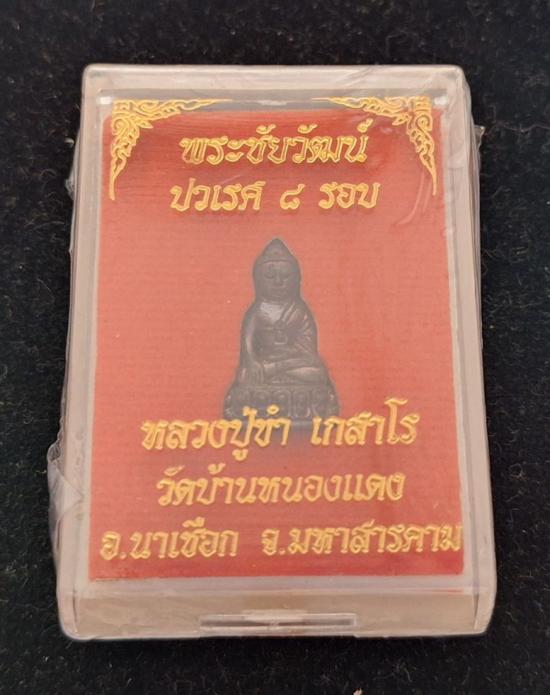 พระชัยวัฒน์
ปวเรศ ๘ รอบ
หลวงปู่ขำ เกสาโร
วัดบ้านหนองแดง
อ.นาเชือก จ.มหาสารคาม